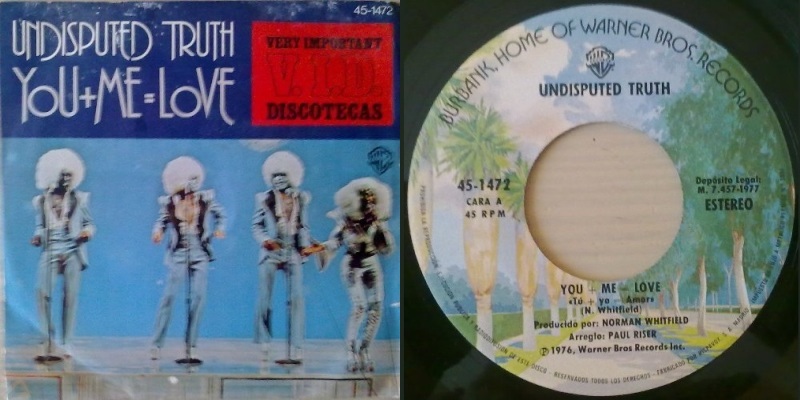 45-1472
UNDISPUTED TRUTH
YOU+ME=LOVE
VERY IMPORTANT
V.I.D.
DISCOTECAS
BURBANK, HOME OF WARNER BROS. RECORDS
UNDISPUTED TRUTH
45-1472
CARA A
45 RPM
Depósito Legal:
M. 7.457-1977
ESTEREO
YOU + ME = LOVE
«Tú + yo = Amor»
(N. Whitfield)
Producido por: NORMAN WHITFIELD
Arreglo: PAUL RISER
Ⓟ 1976, Warner Bros Records Inc.
RESERVADOS TODOS LOS DERECHOS - FABRICADO POR